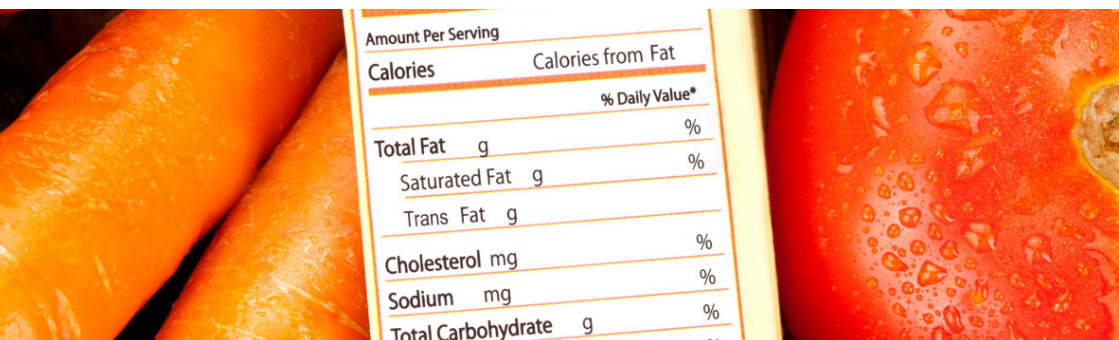 Amount Per Serving
Calories Calories from Fat
% Daily Value*
Total Fat g %
Saturated Fat g %
Trans Fat g
Cholesterol mg %
Sodium mg %
Total Carbohydrate g %
%